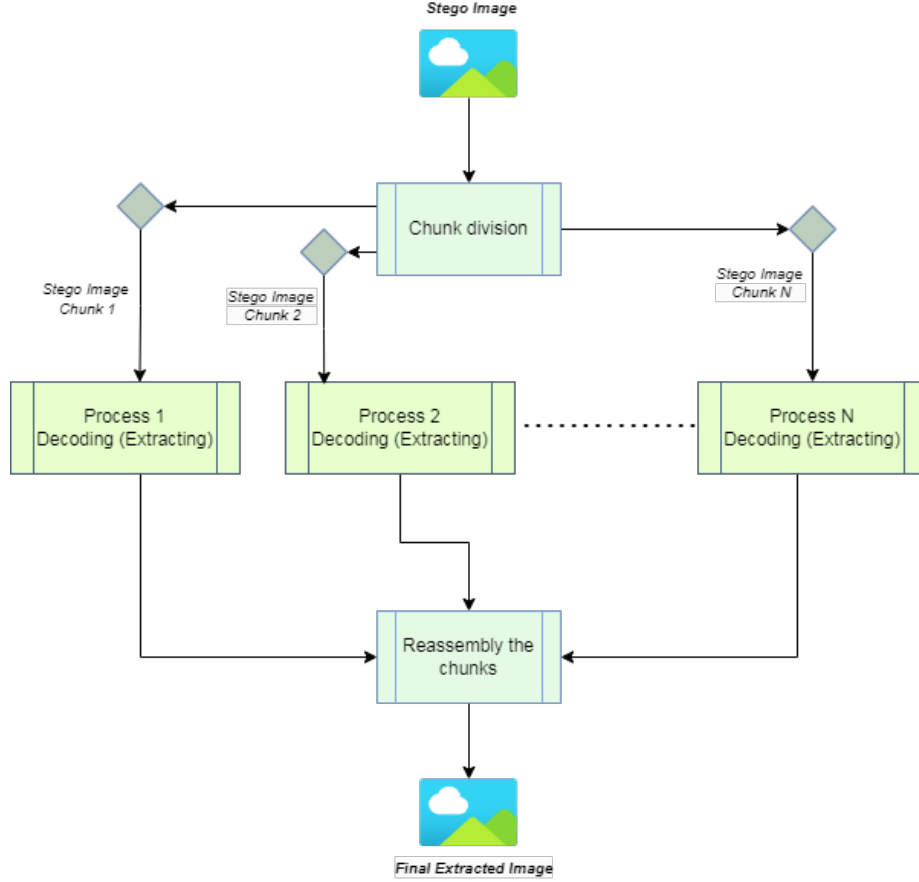 Stego Image
Chunk division
Stego Image
Chunk 1
Stego Image
Chunk 2
Stego Image
Chunk N
Process 1
Decoding (Extracting)
Process 2
Decoding (Extracting)
Process N
Decoding (Extracting)
Reassembly the
chunks
Final Extracted Image